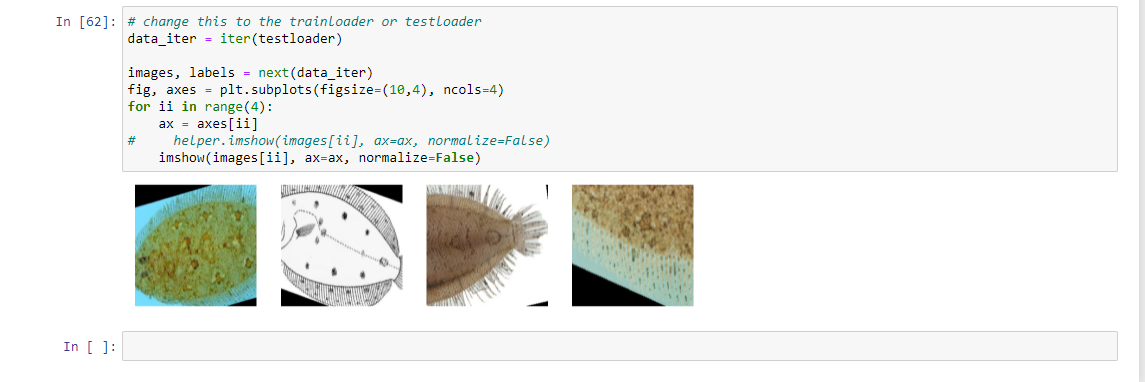 In [62]: # change this to the trainloader or testloader
data_iter = iter(testloader)
images, labels = next(data_iter)
fig, axes = plt.subplots(figsize=(10,4), ncols=4)
for ii in range(4):
    ax = axes[ii]
#     helper.imshow(images[ii], ax=ax, normalize=False)
    imshow(images[ii], ax=ax, normalize=False)
In [ ]: